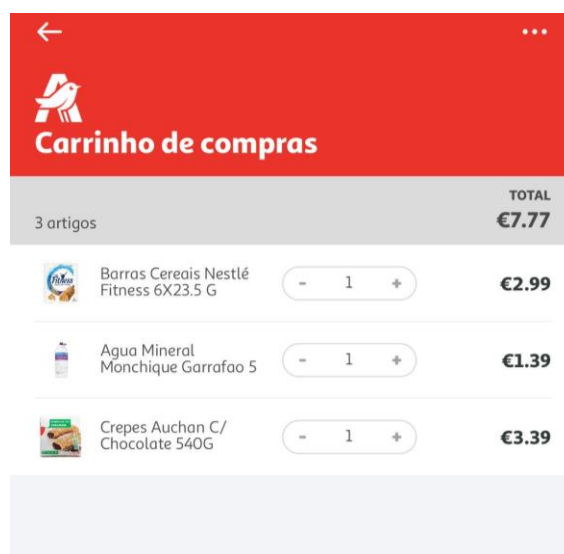 Carrinho de compras
TOTAL
3 artigos
€7.77
Barras Cereais Nestlé
Fitness 6X23.5 G
- 1 +
€2.99
Agua Mineral
Monchique Garrafao 5
- 1 +
€1.39
Crepes Auchan C/
Chocolate 540G
- 1 +
€3.39